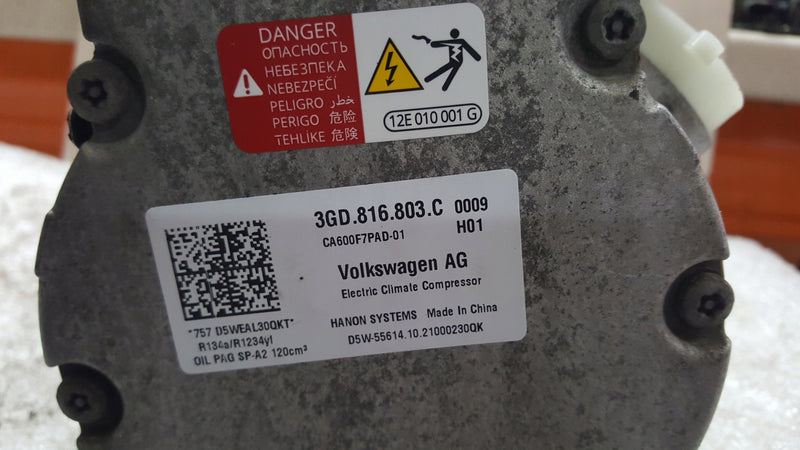 DANGER
ОПАСНОСТЬ
НЕБЕЗПЕКА
NEBEZPEČÍ
PELIGRO خطر
PERIGO 危险
TEHLİKE 危険
12E 010 001 G
3GD.816.803.C 0009
CA600F7PAD-01 H01
Volkswagen AG
Electric Climate Compressor
*757 D5WEAL30QKT*
R134a/R1234yf
OIL PAG SP-A2 120cm³
HANON SYSTEMS Made In China
D5W-55614.10.21000230QK